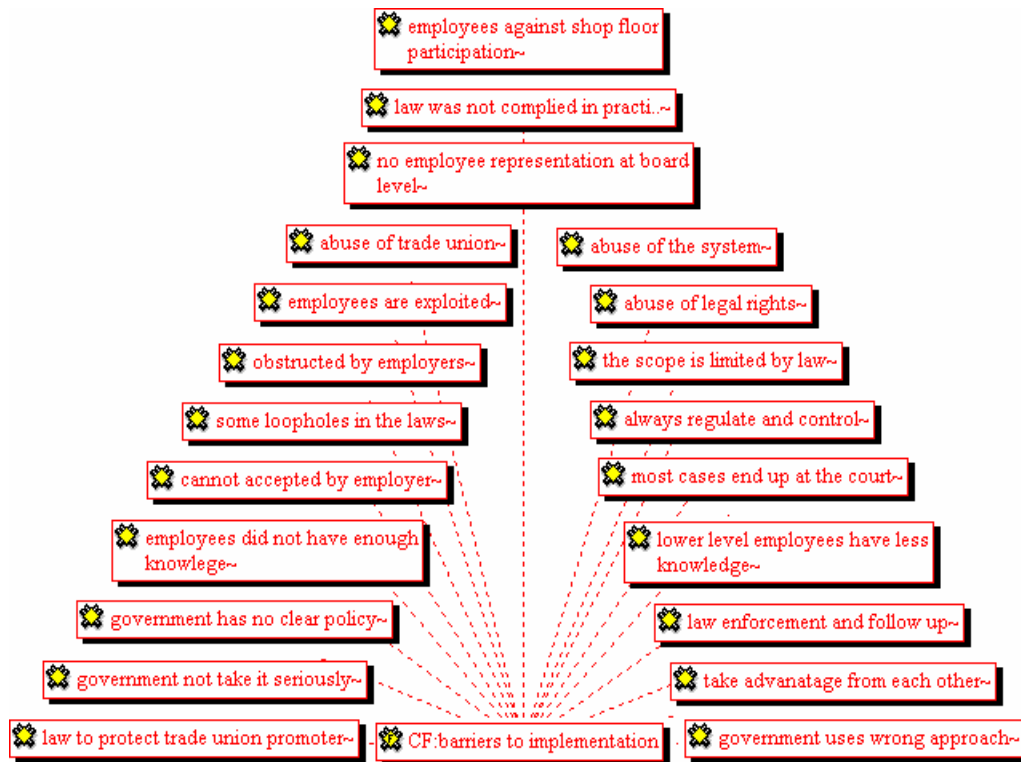 employees against shop floor
participation~
law was not complied in practi..~
no employee representation at board
level~
abuse of trade union~
abuse of the system~
employees are exploited~
abuse of legal rights~
obstructed by employers~
the scope is limited by law~
some loopholes in the laws~
always regulate and control~
cannot accepted by employer~
most cases end up at the court~
employees did not have enough
knowlege~
lower level employees have less
knowledge~
government has no clear policy~
law enforcement and follow up~
government not take it seriously~
take advanatage from each other~
law to protect trade union promoter~
CF:barriers to implementation
government uses wrong approach~